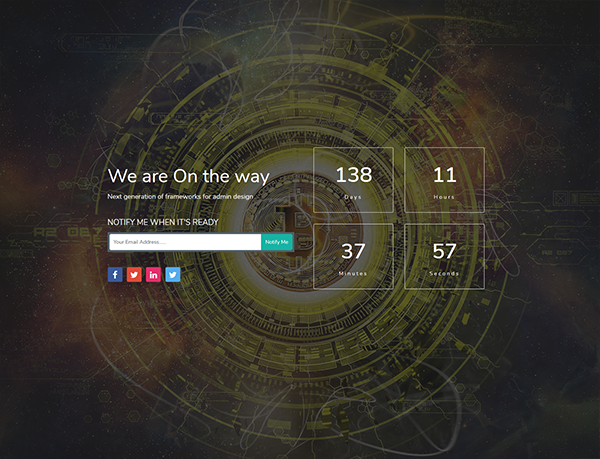 We are On the way
Next generation of frameworks for admin design
NOTIFY ME WHEN IT'S READY
Your Email Address.....
Notify Me
138
Days
11
Hours
37
Minutes
57
Seconds